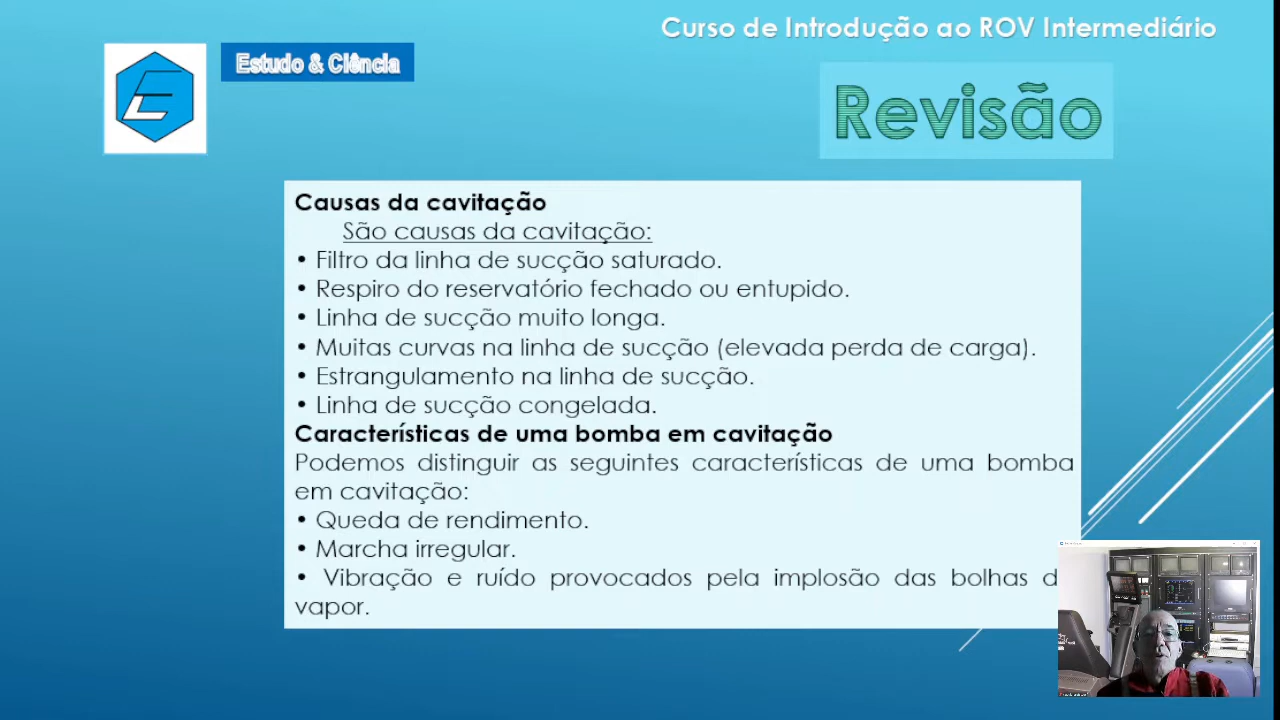 Curso de Introdução ao ROV Intermediário
Estudo & Ciência
Revisão
Causas da cavitação
São causas da cavitação:
• Filtro da linha de sucção saturado.
• Respiro do reservatório fechado ou entupido.
• Linha de sucção muito longa.
• Muitas curvas na linha de sucção (elevada perda de carga).
• Estrangulamento na linha de sucção.
• Linha de sucção congelada.
Características de uma bomba em cavitação
Podemos distinguir as seguintes características de uma bomba
em cavitação:
• Queda de rendimento.
• Marcha irregular.
• Vibração e ruído provocados pela implosão das bolhas d
vapor.